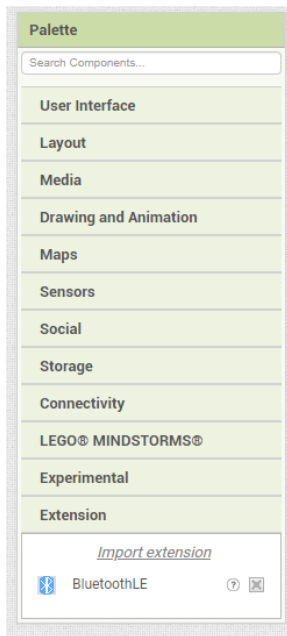 Palette
Search Components...
User Interface
Layout
Media
Drawing and Animation
Maps
Sensors
Social
Storage
Connectivity
LEGO® MINDSTORMS®
Experimental
Extension
Import extension
BluetoothLE ?